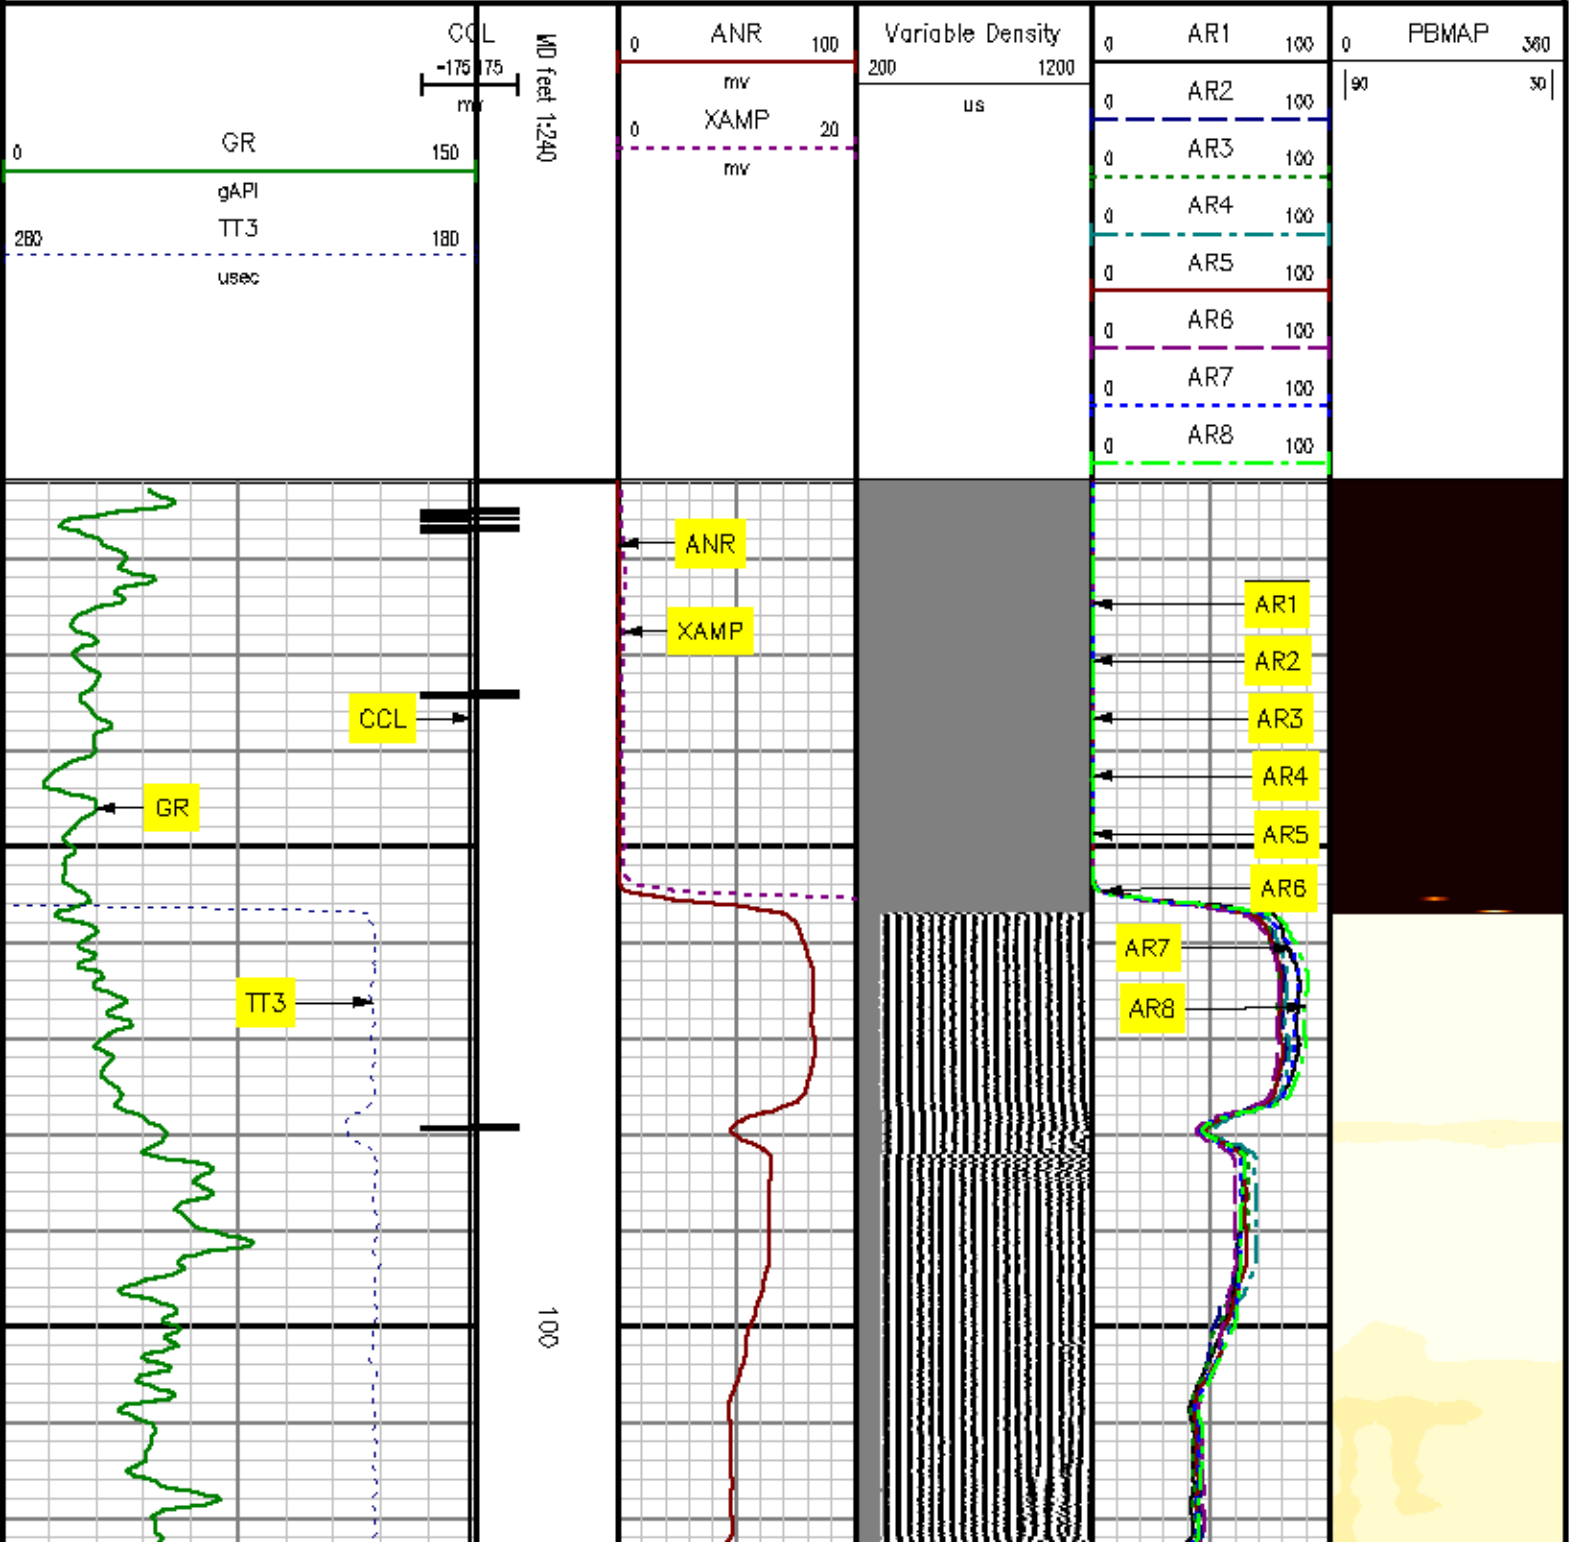 CCL
-175 175
mv
GR
0 150
gAPI
TT3
280 180
usec
MD feet 1:240
ANR
0 100
mv
XAMP
0 20
mv
Variable Density
200 1200
us
AR1
0 100
AR2
0 100
AR3
0 100
AR4
0 100
AR5
0 100
AR6
0 100
AR7
0 100
AR8
0 100
PBMAP
0 360
90 30
ANR
XAMP
CCL
GR
TT3
AR1
AR2
AR3
AR4
AR5
AR6
AR7
AR8
100